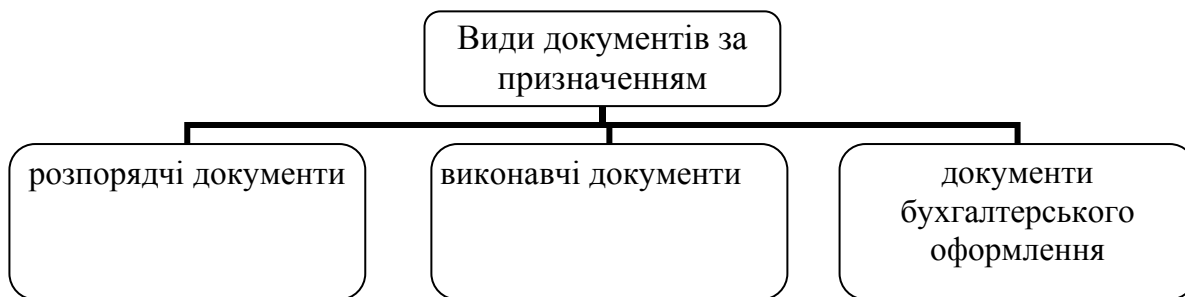 Види документів за
призначенням
розпорядчі документи
виконавчі документи
документи
бухгалтерського
оформлення